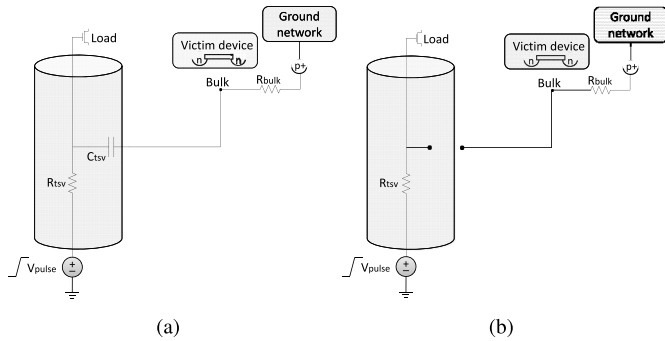 Ground
network
Load
Victim device
n n
p+
Bulk
Rbulk
Ctsv
Rtsv
Vpulse
+
−
(a)
Ground
network
Load
Victim device
n n
p+
Bulk
Rbulk
Rtsv
Vpulse
+
−
(b)